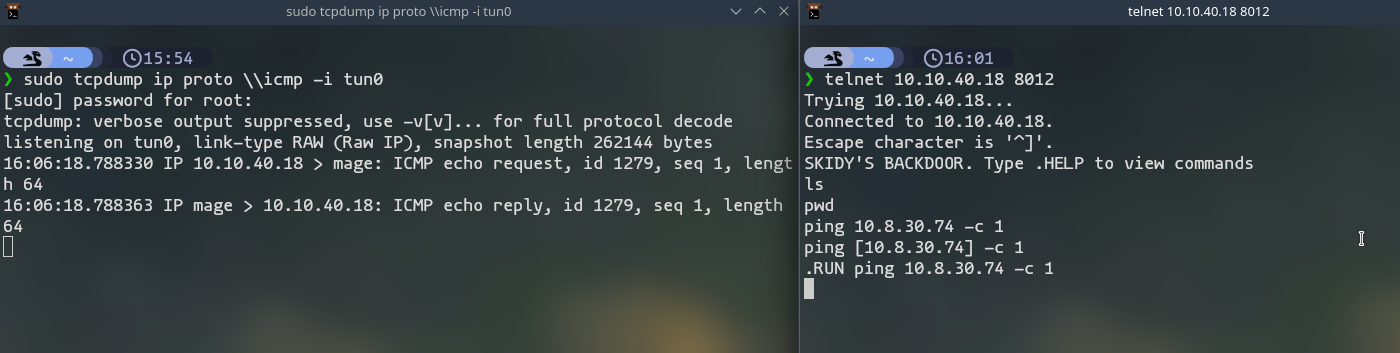 sudo tcpdump ip proto \\icmp -i tun0
~ 15:54
❯ sudo tcpdump ip proto \\icmp -i tun0
[sudo] password for root:
tcpdump: verbose output suppressed, use -v[v]... for full protocol decode
listening on tun0, link-type RAW (Raw IP), snapshot length 262144 bytes
16:06:18.788330 IP 10.10.40.18 > mage: ICMP echo request, id 1279, seq 1, lengt
h 64
16:06:18.788363 IP mage > 10.10.40.18: ICMP echo reply, id 1279, seq 1, length
64
telnet 10.10.40.18 8012
~ 16:01
❯ telnet 10.10.40.18 8012
Trying 10.10.40.18...
Connected to 10.10.40.18.
Escape character is '^]'.
SKIDY'S BACKDOOR. Type .HELP to view commands
ls
pwd
ping 10.8.30.74 -c 1
ping [10.8.30.74] -c 1
.RUN ping 10.8.30.74 -c 1